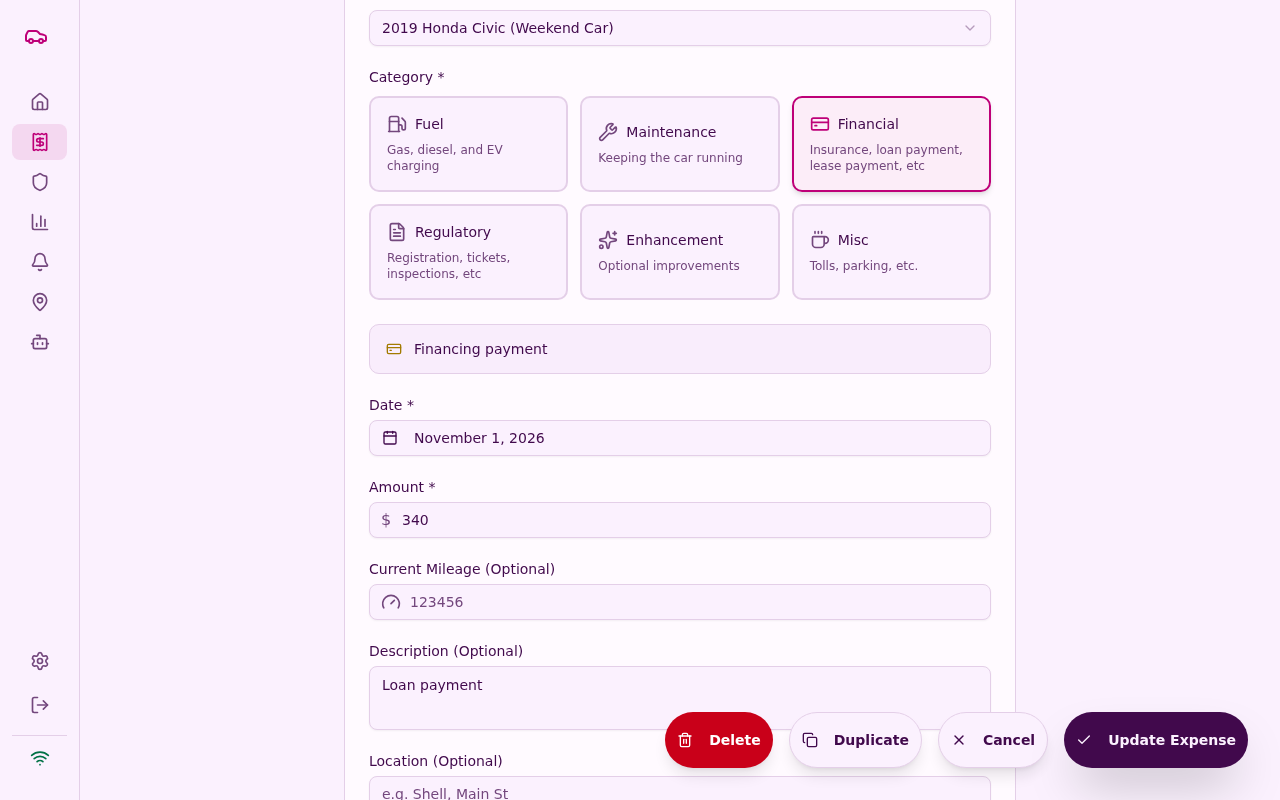 2019 Honda Civic (Weekend Car)
Category *
Fuel
Gas, diesel, and EV
charging
Maintenance
Keeping the car running
Financial
Insurance, loan payment,
lease payment, etc
Regulatory
Registration, tickets,
inspections, etc
Enhancement
Optional improvements
Misc
Tolls, parking, etc.
Financing payment
Date *
November 1, 2026
Amount *
$ 340
Current Mileage (Optional)
123456
Description (Optional)
Loan payment
Delete
Duplicate
Cancel
Update Expense
Location (Optional)
e.g. Shell, Main St